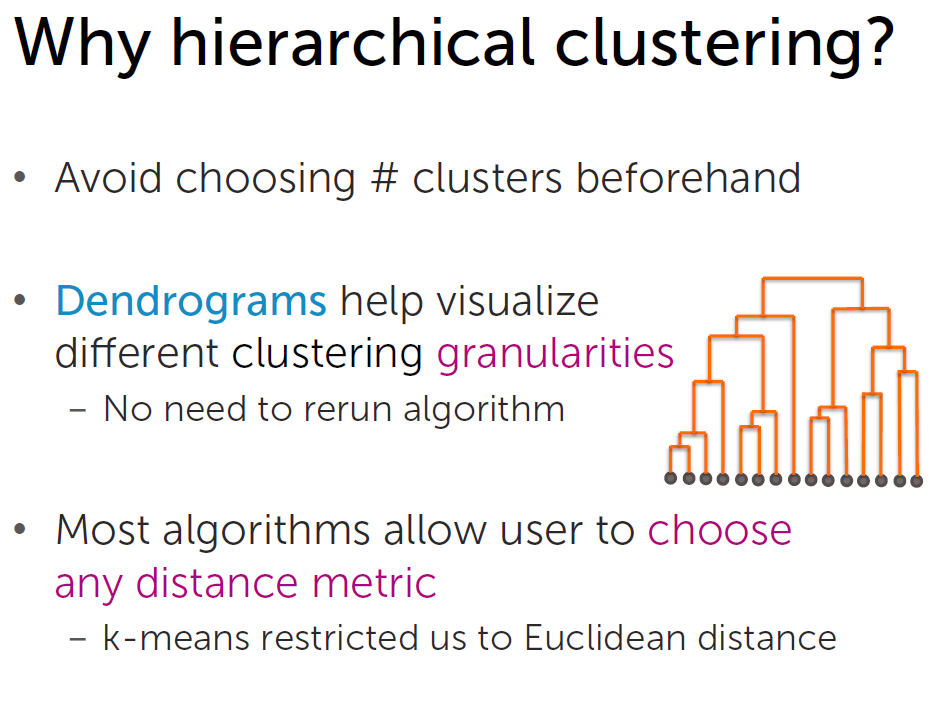 Why hierarchical clustering?
• Avoid choosing # clusters beforehand
• Dendrograms help visualize
different clustering granularities
– No need to rerun algorithm
• Most algorithms allow user to choose
any distance metric
– k-means restricted us to Euclidean distance